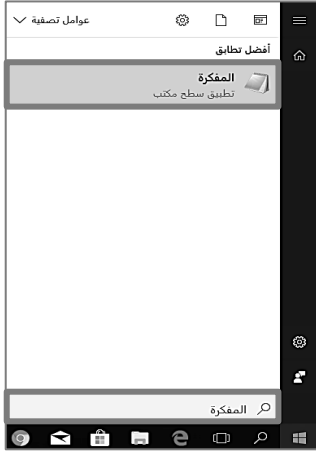 عوامل تصفية
أفضل تطابق
المفكرة
تطبيق سطح مكتب
المفكرة